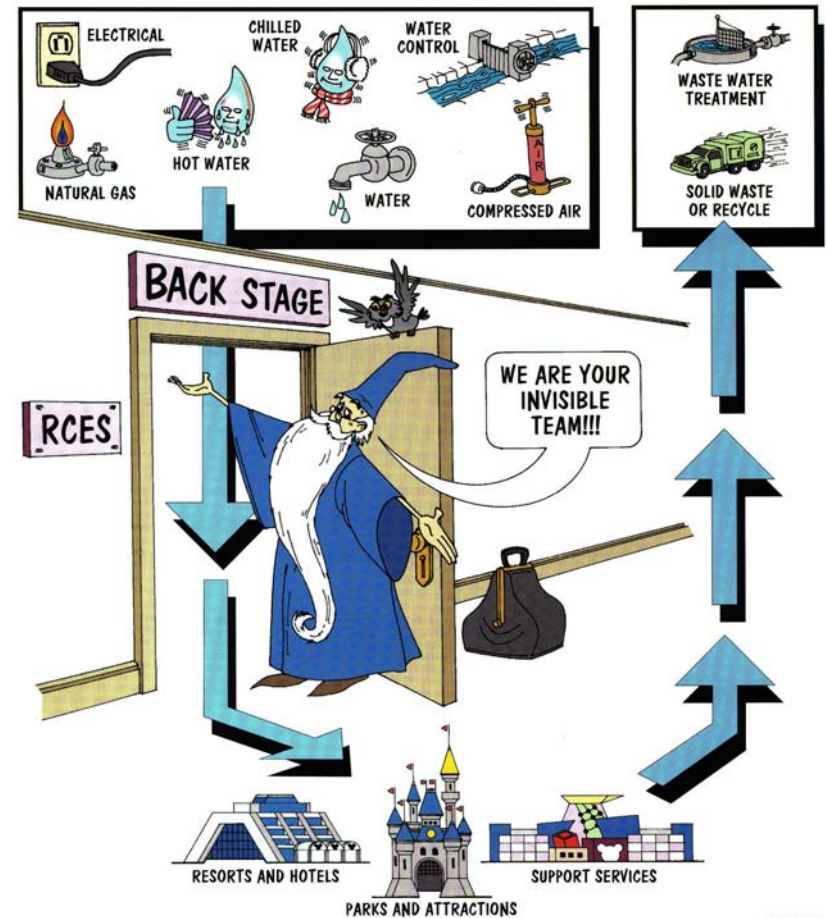 ELECTRICAL
CHILLED
WATER
WATER
CONTROL
NATURAL GAS
HOT WATER
WATER
AIR
COMPRESSED AIR
WASTE WATER
TREATMENT
SOLID WASTE
OR RECYCLE
BACK STAGE
RCES
WE ARE YOUR
INVISIBLE
TEAM!!!
RESORTS AND HOTELS
PARKS AND ATTRACTIONS
SUPPORT SERVICES